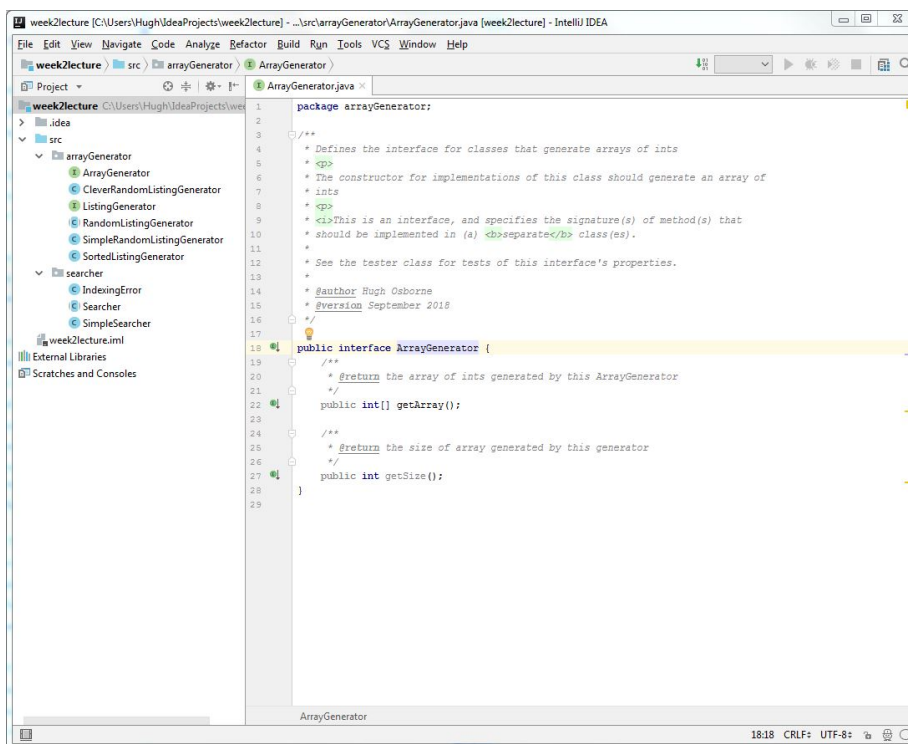 week2lecture [C:\Users\Hugh\IdeaProjects\week2lecture] - ...\src\arrayGenerator\ArrayGenerator.java [week2lecture] - IntelliJ IDEA
File Edit View Navigate Code Analyze Refactor Build Run Tools VCS Window Help
week2lecture src arrayGenerator ArrayGenerator
Project
ArrayGenerator.java
week2lecture C:\Users\Hugh\IdeaProjects\wee
.idea
src
arrayGenerator
ArrayGenerator
CleverRandomListingGenerator
ListingGenerator
RandomListingGenerator
SimpleRandomListingGenerator
SortedListingGenerator
searcher
IndexingError
Searcher
SimpleSearcher
week2lecture.iml
External Libraries
Scratches and Consoles
1 package arrayGenerator;
2
3 /**
4 * Defines the interface for classes that generate arrays of ints
5 * <p>
6 * The constructor for implementations of this class should generate an array of
7 * ints
8 * <p>
9 * <i>This is an interface, and specifies the signature(s) of method(s) that
10 * should be implemented in (a) <b>separate</b> class(es).
11 *
12 * See the tester class for tests of this interface's properties.
13 *
14 * @author Hugh Osborne
15 * @version September 2018
16 */
17
18 public interface ArrayGenerator {
19 /**
20 * @return the array of ints generated by this ArrayGenerator
21 */
22 public int[] getArray();
23
24 /**
25 * @return the size of array generated by this generator
26 */
27 public int getSize();
28 }
29
ArrayGenerator
18:18 CRLF UTF-8